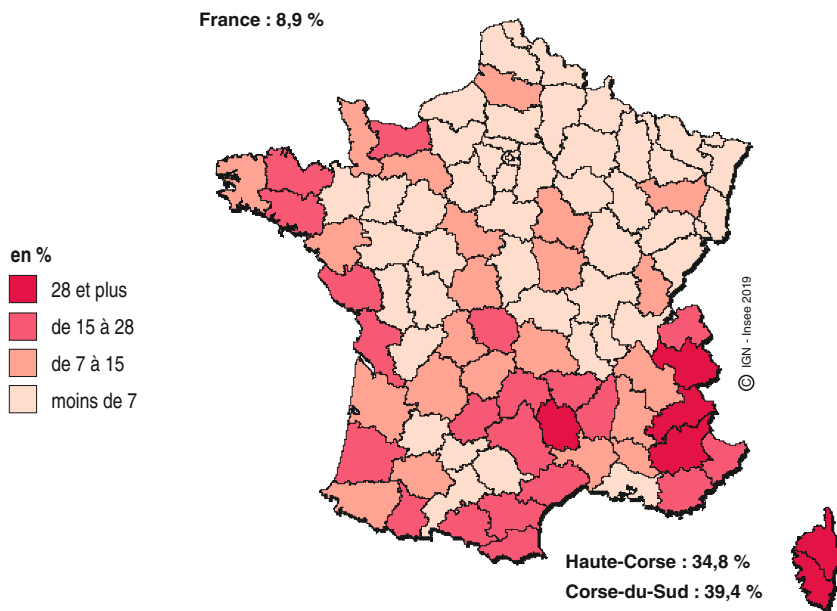 France : 8,9 %
en %
28 et plus
de 15 à 28
de 7 à 15
moins de 7
© IGN - Insee 2019
Haute-Corse : 34,8 %
Corse-du-Sud : 39,4 %